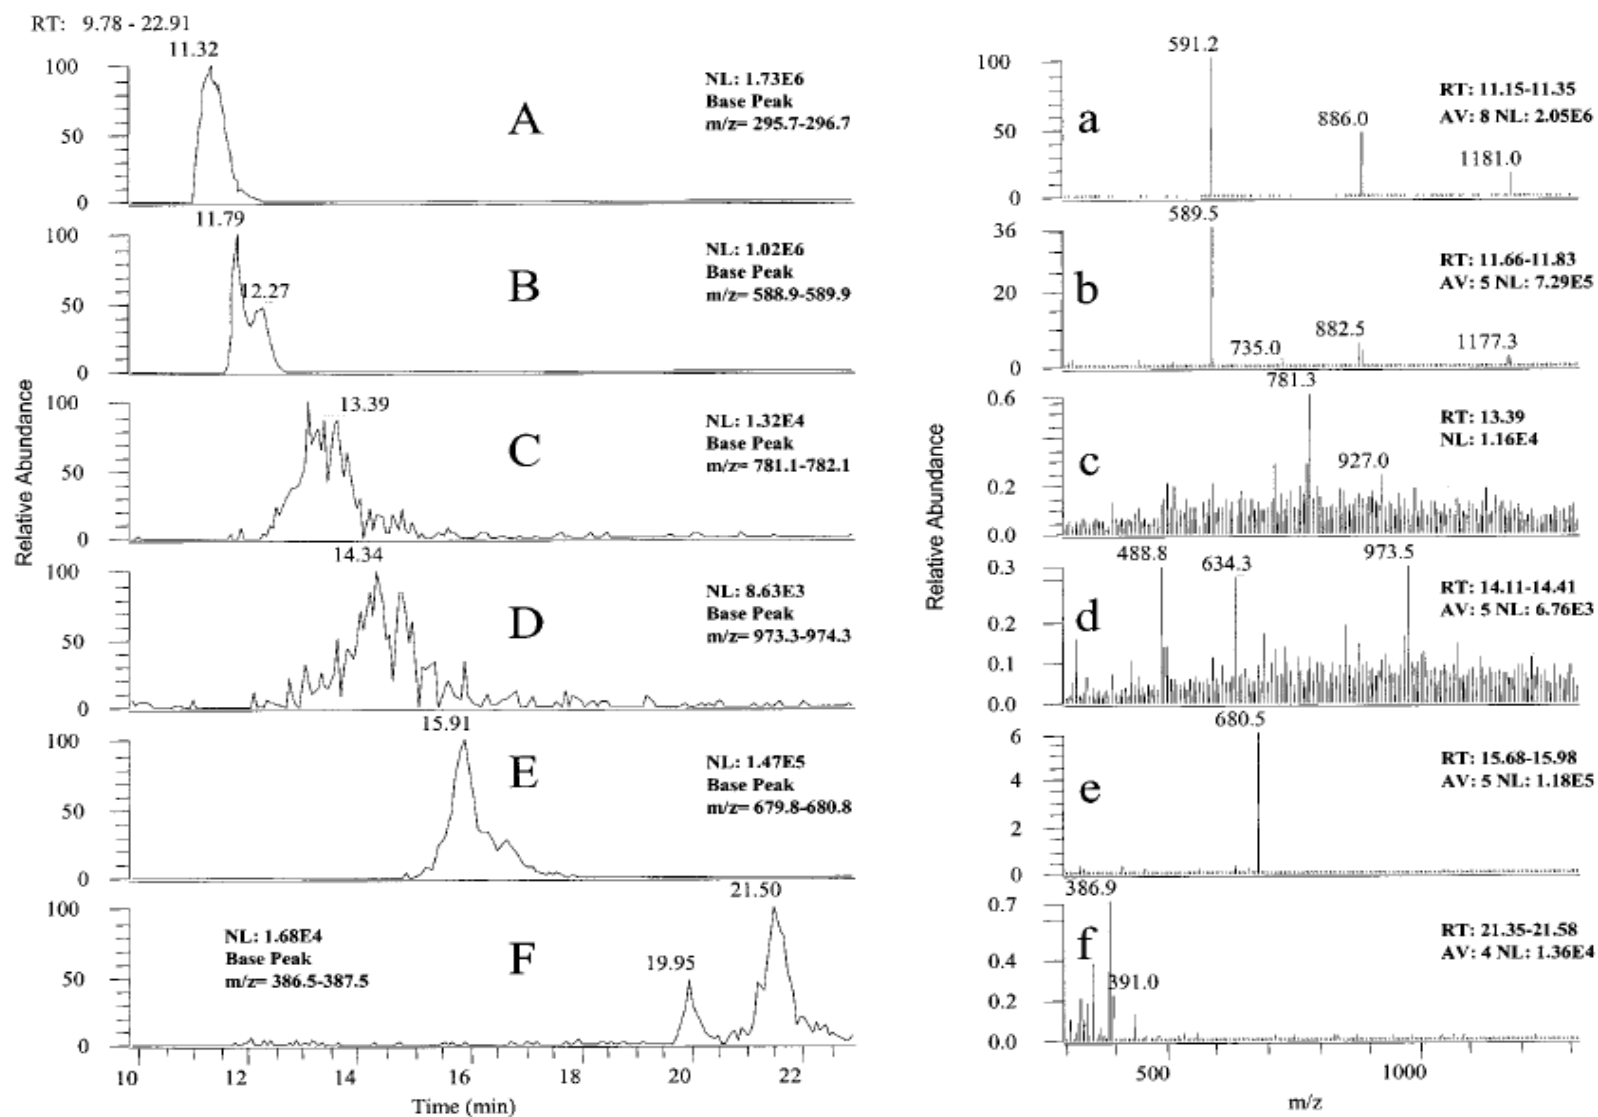 RT: 9.78 - 22.91
Relative Abundance
11.32
100
50
0
A
NL: 1.73E6
Base Peak
m/z= 295.7-296.7
11.79
12.27
100
50
0
B
NL: 1.02E6
Base Peak
m/z= 588.9-589.9
13.39
100
50
0
C
NL: 1.32E4
Base Peak
m/z= 781.1-782.1
14.34
100
50
0
D
NL: 8.63E3
Base Peak
m/z= 973.3-974.3
15.91
100
50
0
E
NL: 1.47E5
Base Peak
m/z= 679.8-680.8
21.50
19.95
100
50
0
F
NL: 1.68E4
Base Peak
m/z= 386.5-387.5
10 12 14 16 18 20 22
Time (min)
Relative Abundance
591.2
886.0
1181.0
100
50
0
a
RT: 11.15-11.35
AV: 8 NL: 2.05E6
589.5
735.0
882.5
1177.3
36
20
0
b
RT: 11.66-11.83
AV: 5 NL: 7.29E5
781.3
927.0
0.6
0.2
0.0
c
RT: 13.39
NL: 1.16E4
488.8
634.3
973.5
0.3
0.2
0.1
0.0
d
RT: 14.11-14.41
AV: 5 NL: 6.76E3
680.5
6
4
2
0
e
RT: 15.68-15.98
AV: 5 NL: 1.18E5
386.9
391.0
0.7
0.4
0.2
0.0
f
RT: 21.35-21.58
AV: 4 NL: 1.36E4
500 1000
m/z